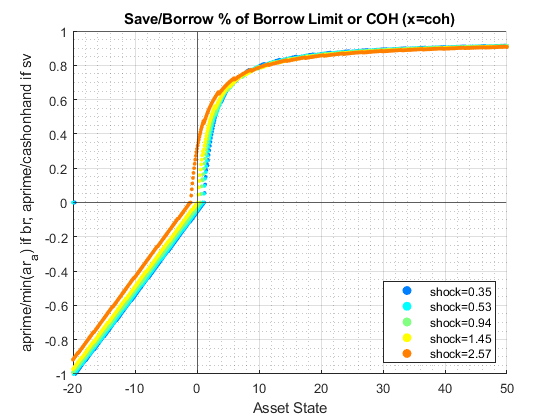 Save/Borrow % of Borrow Limit or COH (x=coh)
aprime/min(ar_a) if br; aprime/cashonhand if sv
1
0.8
0.6
0.4
0.2
0
-0.2
-0.4
-0.6
-0.8
-1
shock=0.35
shock=0.53
shock=0.94
shock=1.45
shock=2.57
-20 -10 0 10 20 30 40 50
Asset State